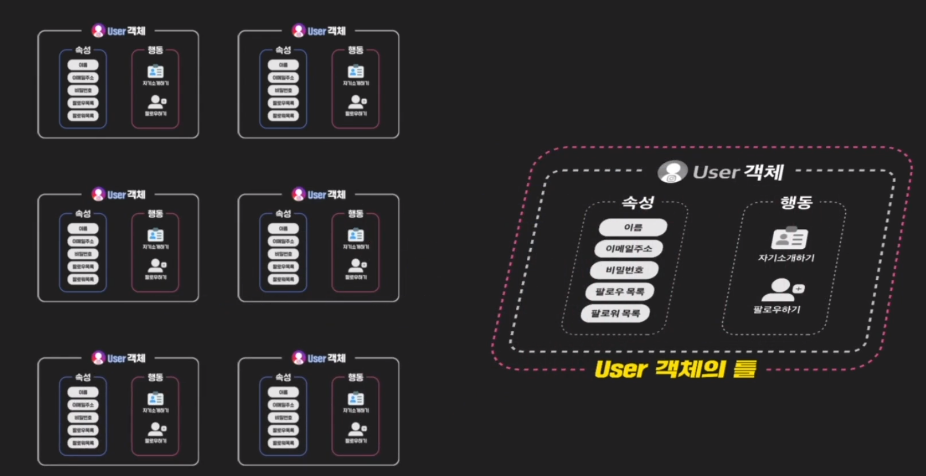 User 객체
속성
행동
이름
이메일주소
비밀번호
팔로우목록
팔로워목록
자기소개하기
팔로우하기
User 객체
속성
행동
이름
이메일주소
비밀번호
팔로우목록
팔로워목록
자기소개하기
팔로우하기
User 객체
속성
행동
이름
이메일주소
비밀번호
팔로우목록
팔로워목록
자기소개하기
팔로우하기
User 객체
속성
행동
이름
이메일주소
비밀번호
팔로우목록
팔로워목록
자기소개하기
팔로우하기
User 객체
속성
행동
이름
이메일주소
비밀번호
팔로우목록
팔로워목록
자기소개하기
팔로우하기
User 객체
속성
행동
이름
이메일주소
비밀번호
팔로우목록
팔로워목록
자기소개하기
팔로우하기
User 객체
속성
행동
이름
이메일주소
비밀번호
팔로우 목록
팔로워 목록
자기소개하기
팔로우하기
User 객체의 틀